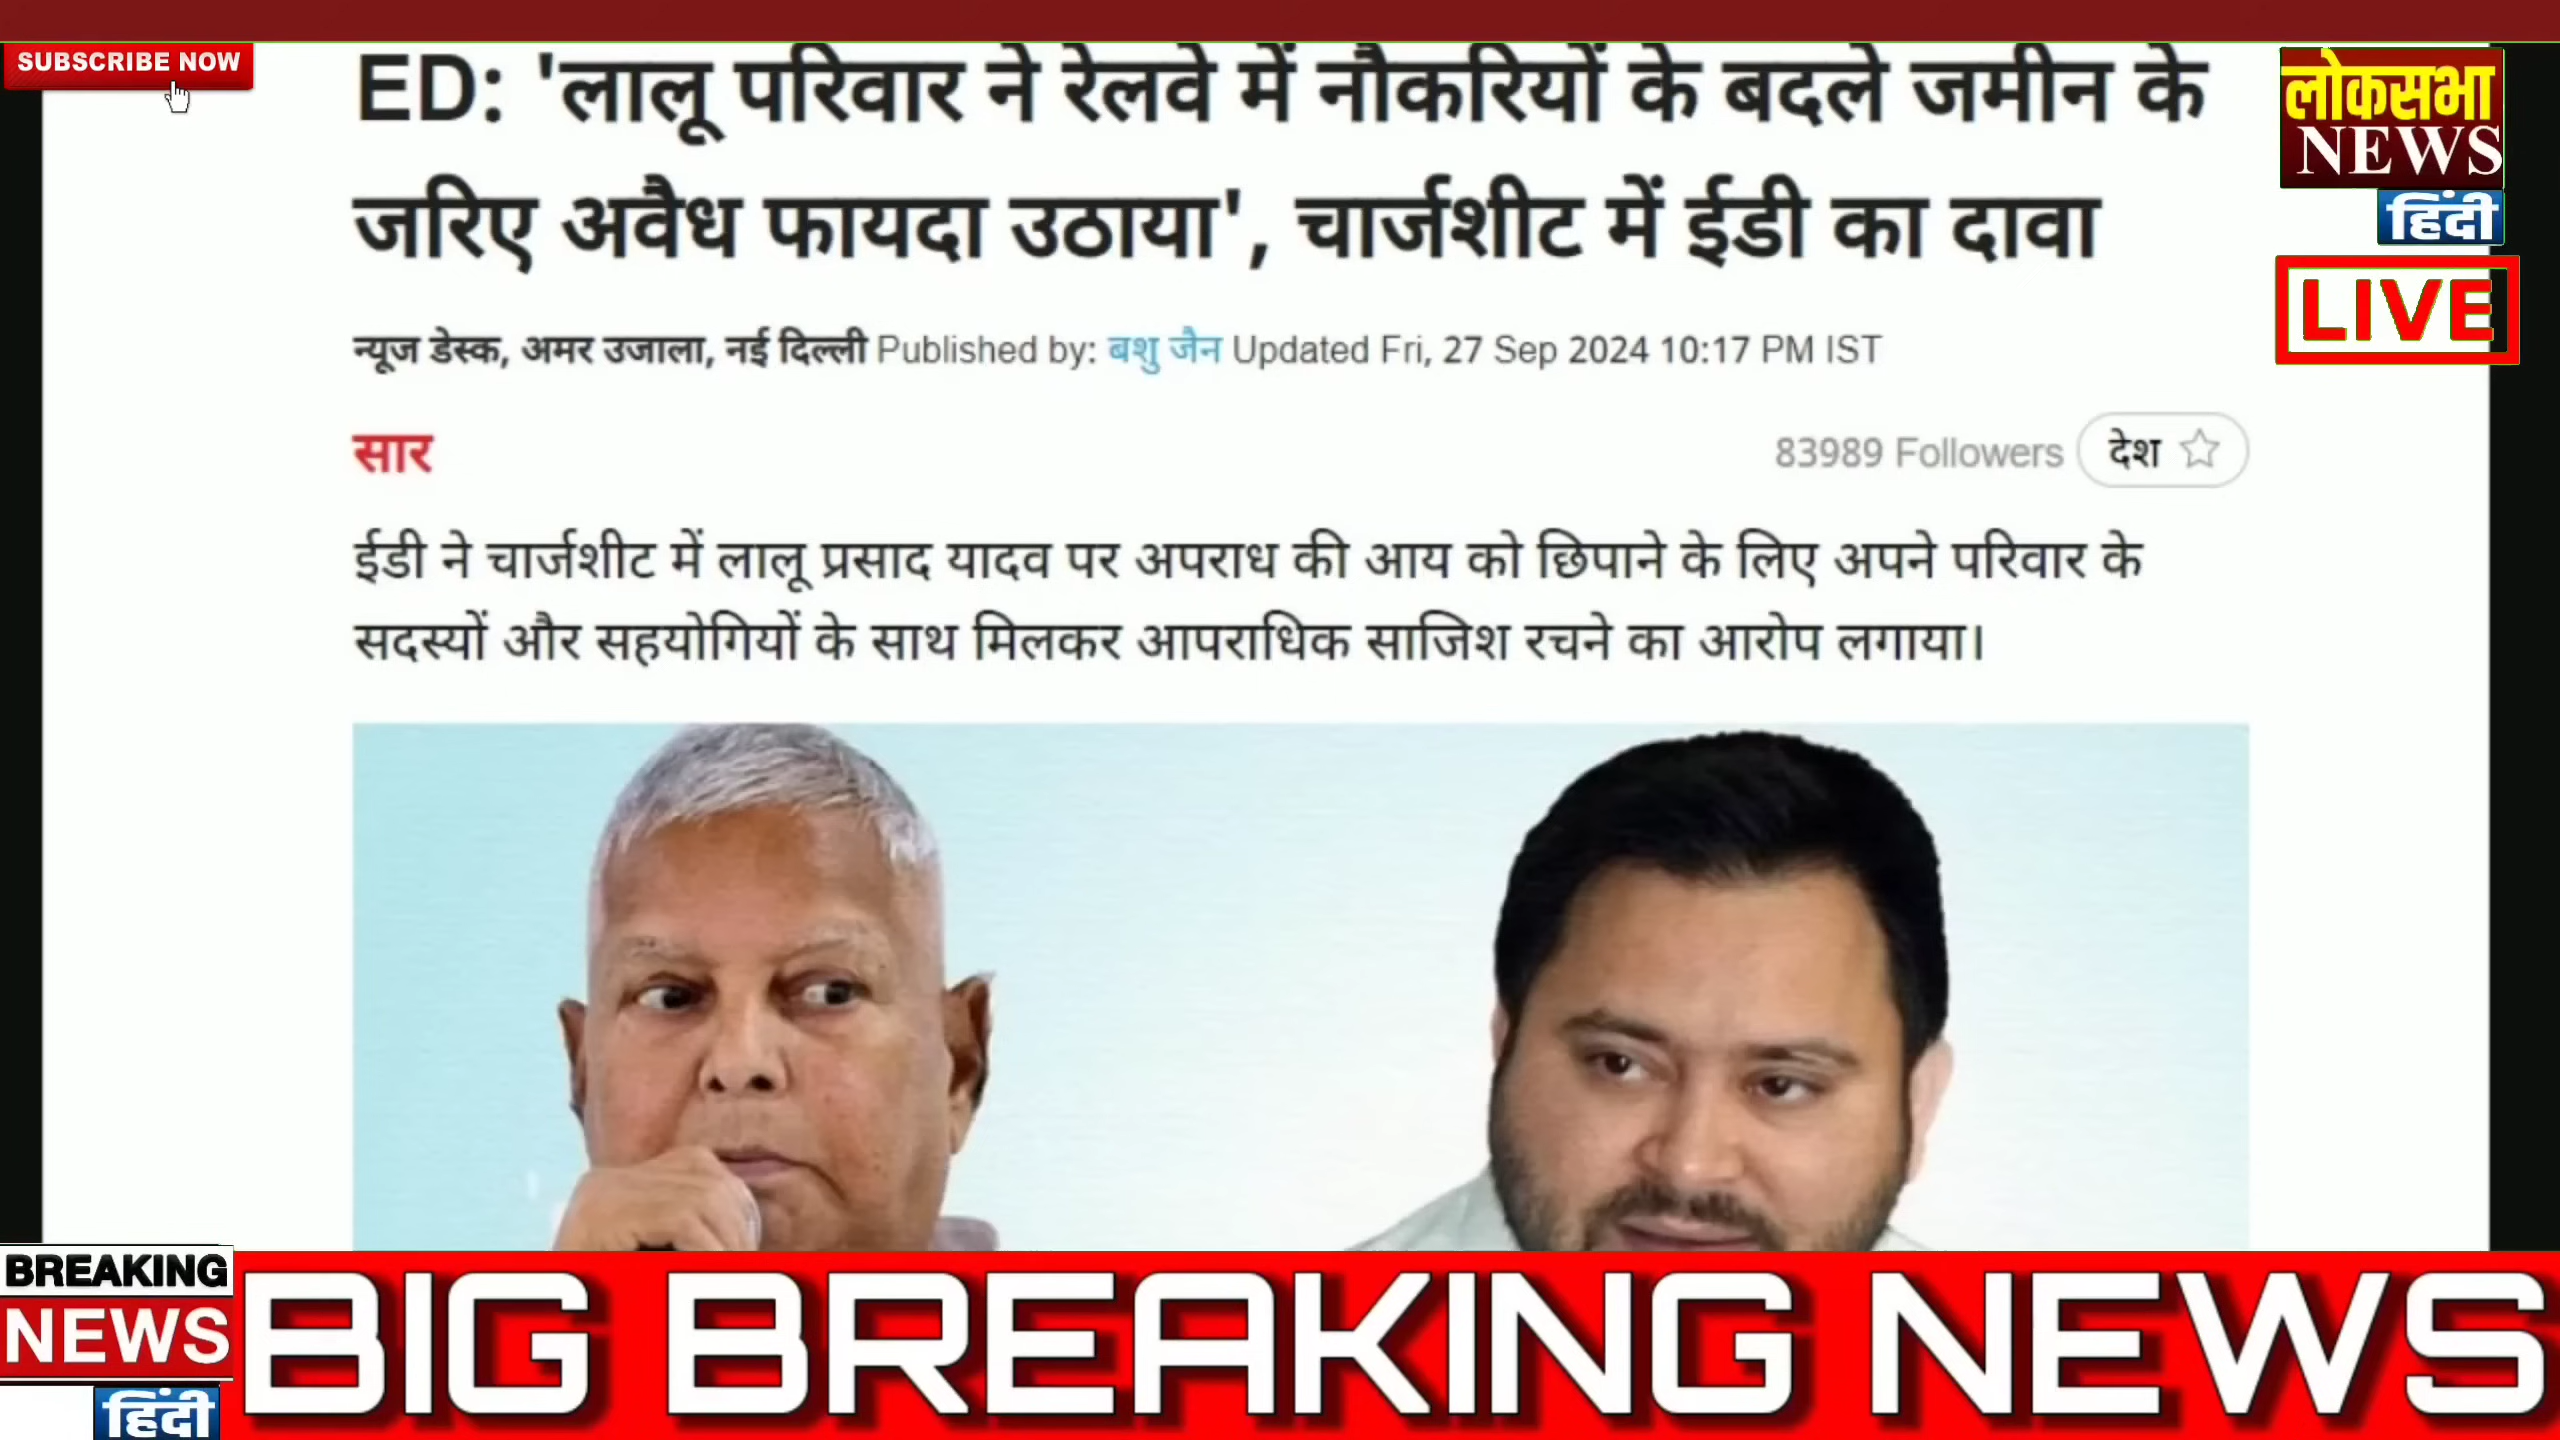 SUBSCRIBE NOW
ED: 'लालू परिवार ने रेलवे में नौकरियों के बदले जमीन के
जरिए अवैध फायदा उठाया', चार्जशीट में ईडी का दावा
लोकसभा
NEWS
हिंदी
LIVE
न्यूज डेस्क, अमर उजाला, नई दिल्ली Published by: बशु जैन Updated Fri, 27 Sep 2024 10:17 PM IST
सार
83989 Followers देश
ईडी ने चार्जशीट में लालू प्रसाद यादव पर अपराध की आय को छिपाने के लिए अपने परिवार के
सदस्यों और सहयोगियों के साथ मिलकर आपराधिक साजिश रचने का आरोप लगाया।
BREAKING
NEWS
हिंदी
BIG BREAKING NEWS